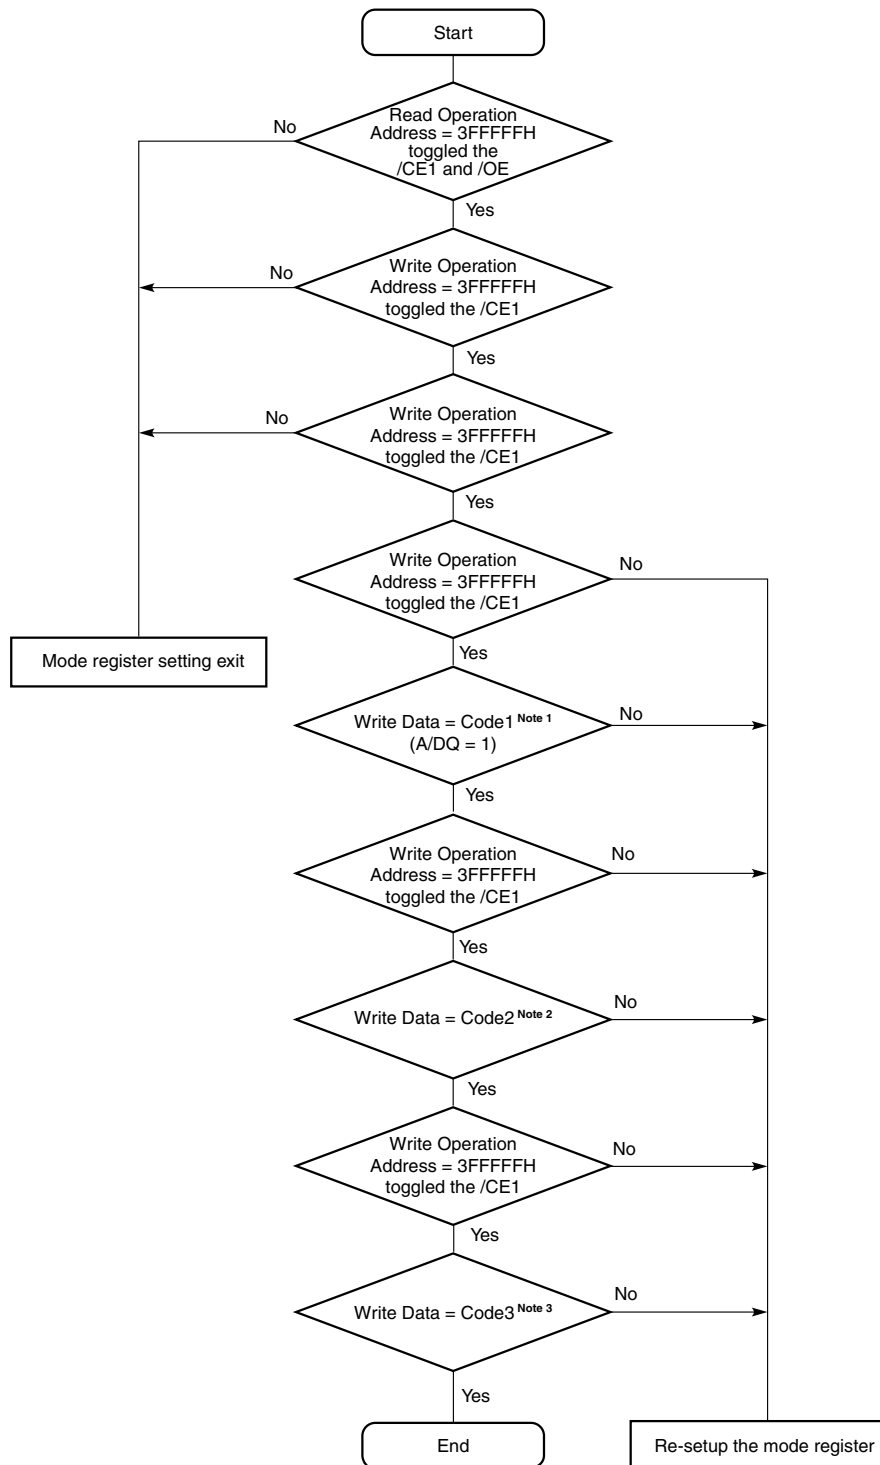 Start
Read Operation
Address = 3FFFFFH
toggled the
/CE1 and /OE
No
Yes
Write Operation
Address = 3FFFFFH
toggled the /CE1
No
Yes
Write Operation
Address = 3FFFFFH
toggled the /CE1
No
Yes
Write Operation
Address = 3FFFFFH
toggled the /CE1
No
Mode register setting exit
Yes
Write Data = Code1 Note 1
(A/DQ = 1)
No
Yes
Write Operation
Address = 3FFFFFH
toggled the /CE1
No
Yes
Write Data = Code2 Note 2
No
Yes
Write Operation
Address = 3FFFFFH
toggled the /CE1
No
Yes
Write Data = Code3 Note 3
No
Yes
End
Re-setup the mode register